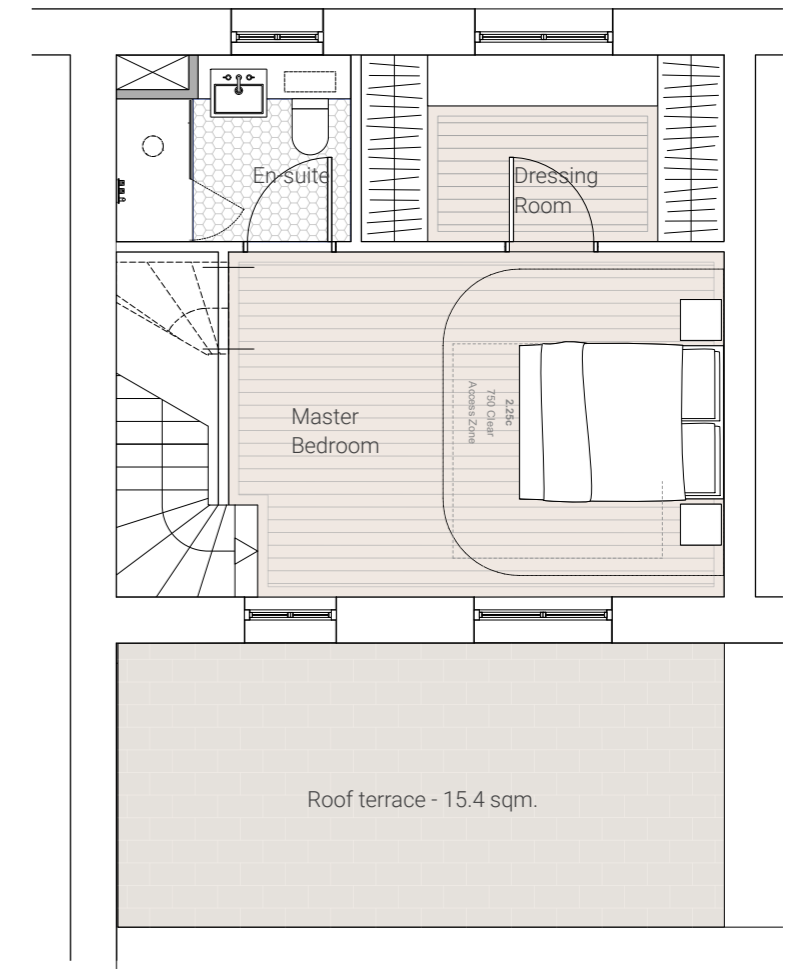 En-suite
Dressing
Room
Master
Bedroom
2.25c
750 Clear
Access Zone
Roof terrace - 15.4 sqm.